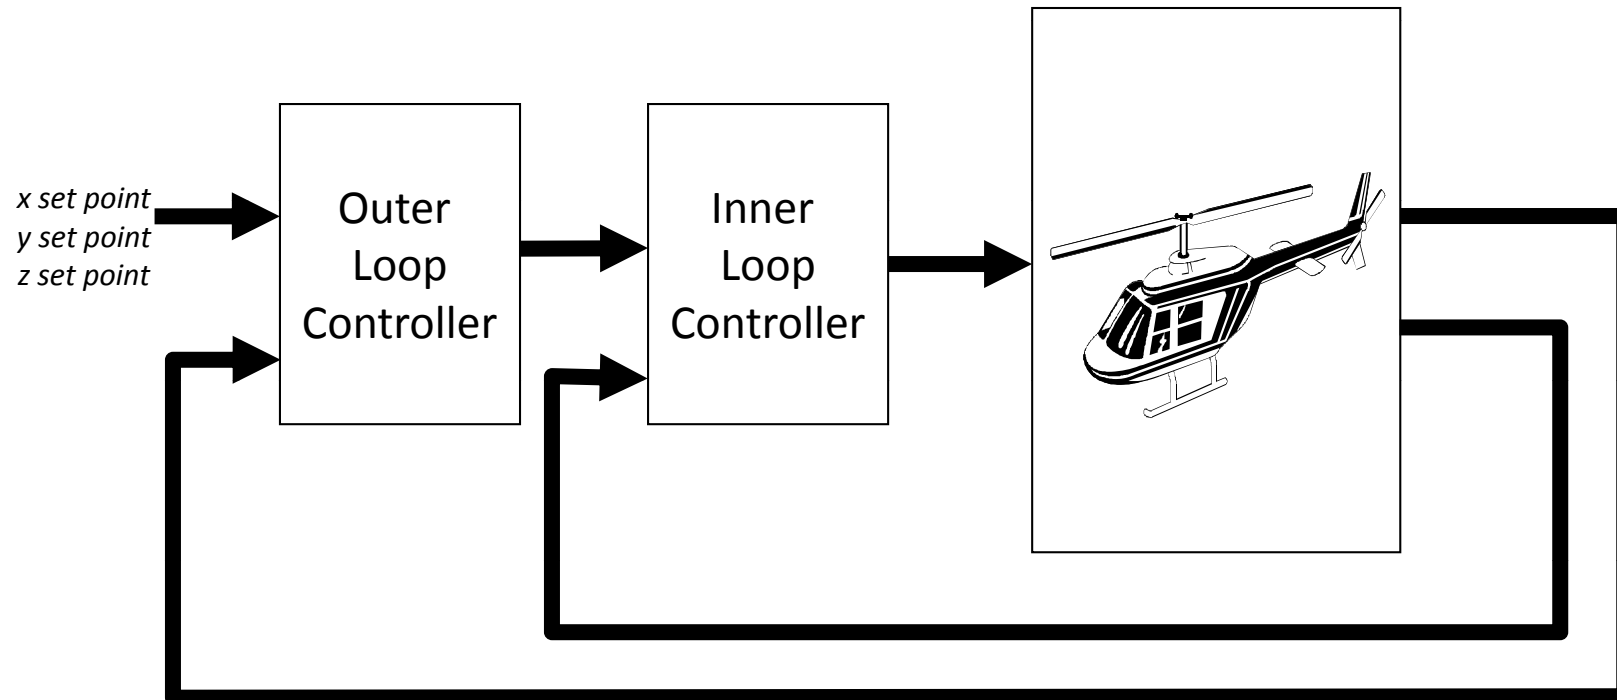 x set point
y set point
z set point
Outer
Loop
Controller
Inner
Loop
Controller